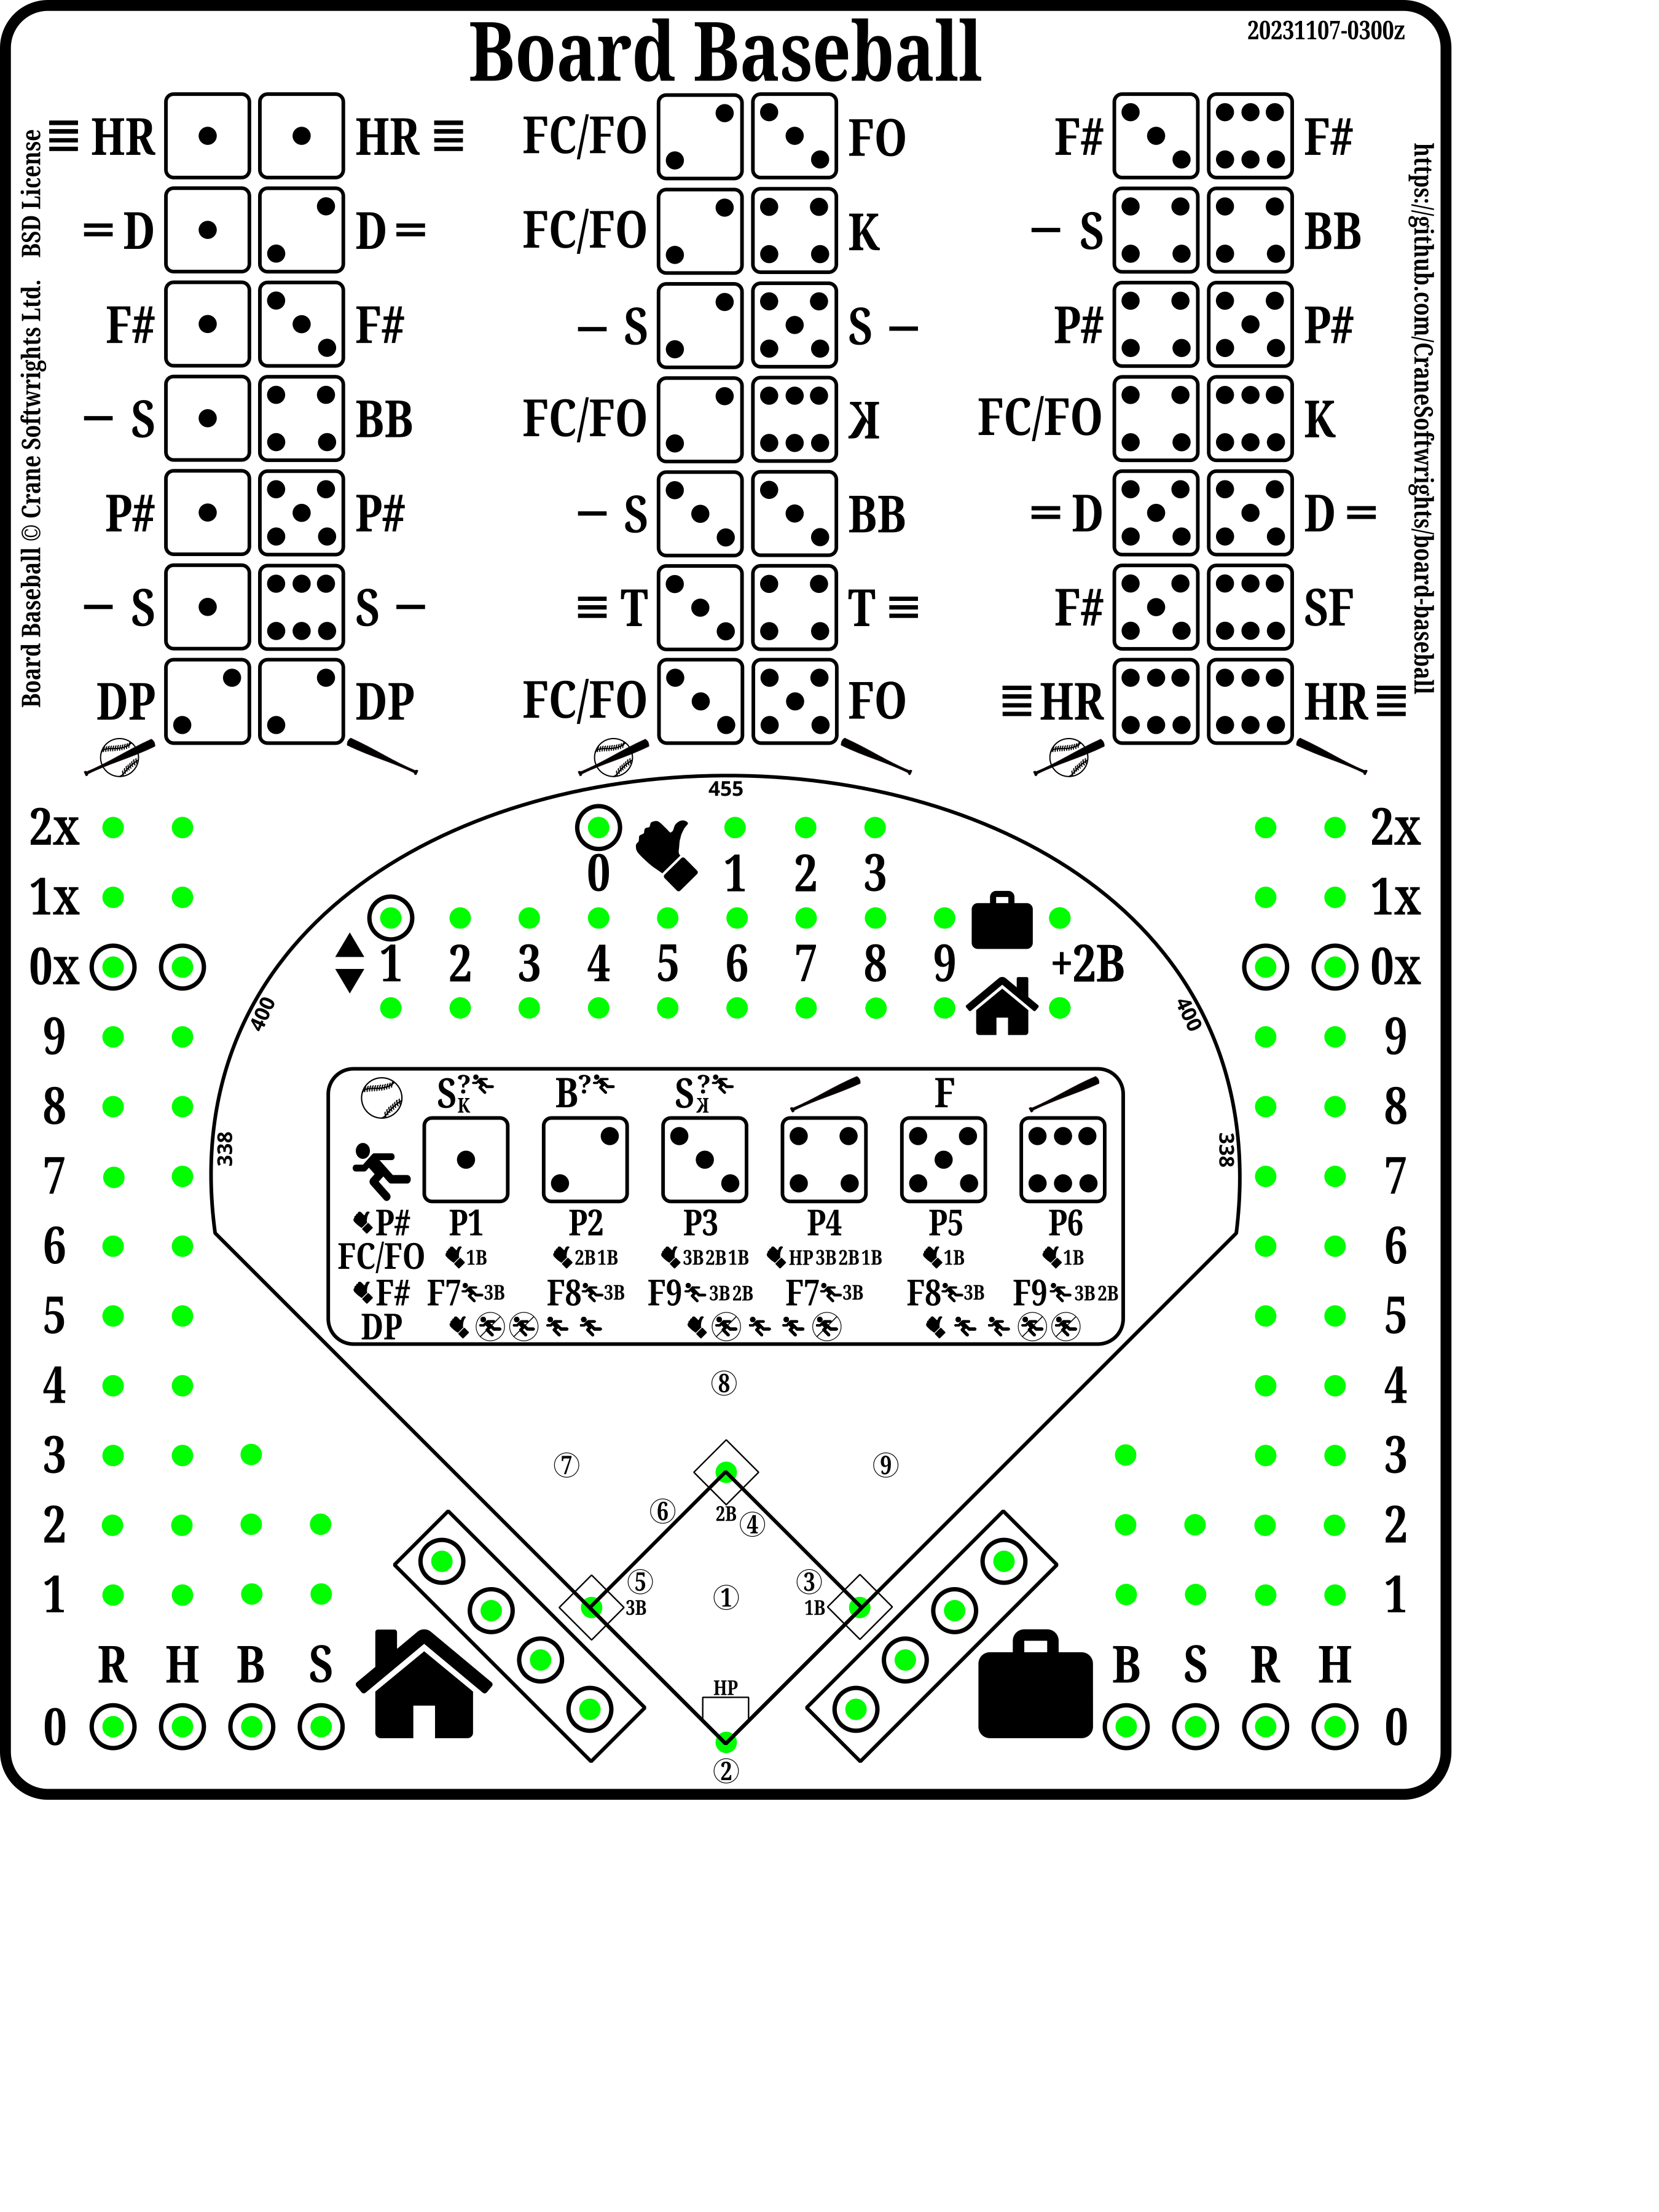 Board Baseball
20231107-0300z
Board Baseball © Crane Softwrights Ltd. BSD License
https://github.com/CraneSoftwrights/board-baseball
HR HR FC/FO FO F# F#
D D FC/FO K – S BB
F# F# – S S – P# P#
– S BB FC/FO ꓘ FC/FO K
P# P# – S BB = D D =
– S S – ≡ T T ≡ F# SF
DP DP FC/FO FO HR HR
455
2x 2x
0 1 2 3
1x 1x
1 2 3 4 5 6 7 8 9 +2B
0x 0x
400 400
9 9
8 8
338 338
7 7
6 6
5 5
4 4
3 3
2 2
1 1
S?K B? S?ꓘ F
P# P1 P2 P3 P4 P5 P6
FC/FO 1B 2B1B 3B2B1B HP3B2B1B 1B 1B
F# F7 3B F8 3B F9 3B2B F7 3B F8 3B F9 3B2B
DP
⑧
⑦ ⑨
⑥ 2B ④
⑤ ③
3B ① 1B
R H B S B S R H
HP
0 0
②